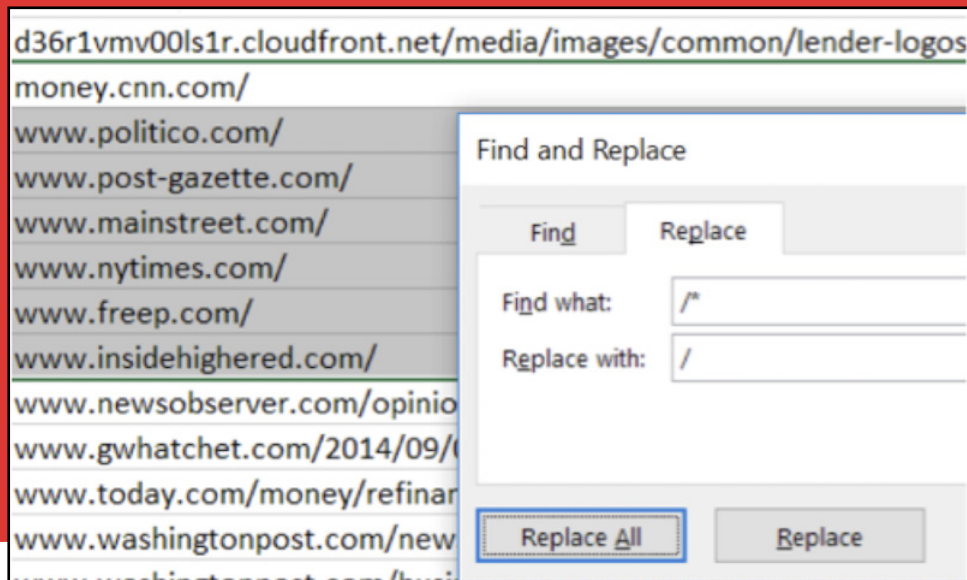 d36r1vmv00ls1r.cloudfront.net/media/images/common/lender-logos
money.cnn.com/
www.politico.com/
www.post-gazette.com/
www.mainstreet.com/
www.nytimes.com/
www.freep.com/
www.insidehighered.com/
www.newsobserver.com/opinio
www.gwhatchet.com/2014/09/
www.today.com/money/refinar
www.washingtonpost.com/new
Find and Replace
Find
Replace
Find what: /*
Replace with: /
Replace All
Replace